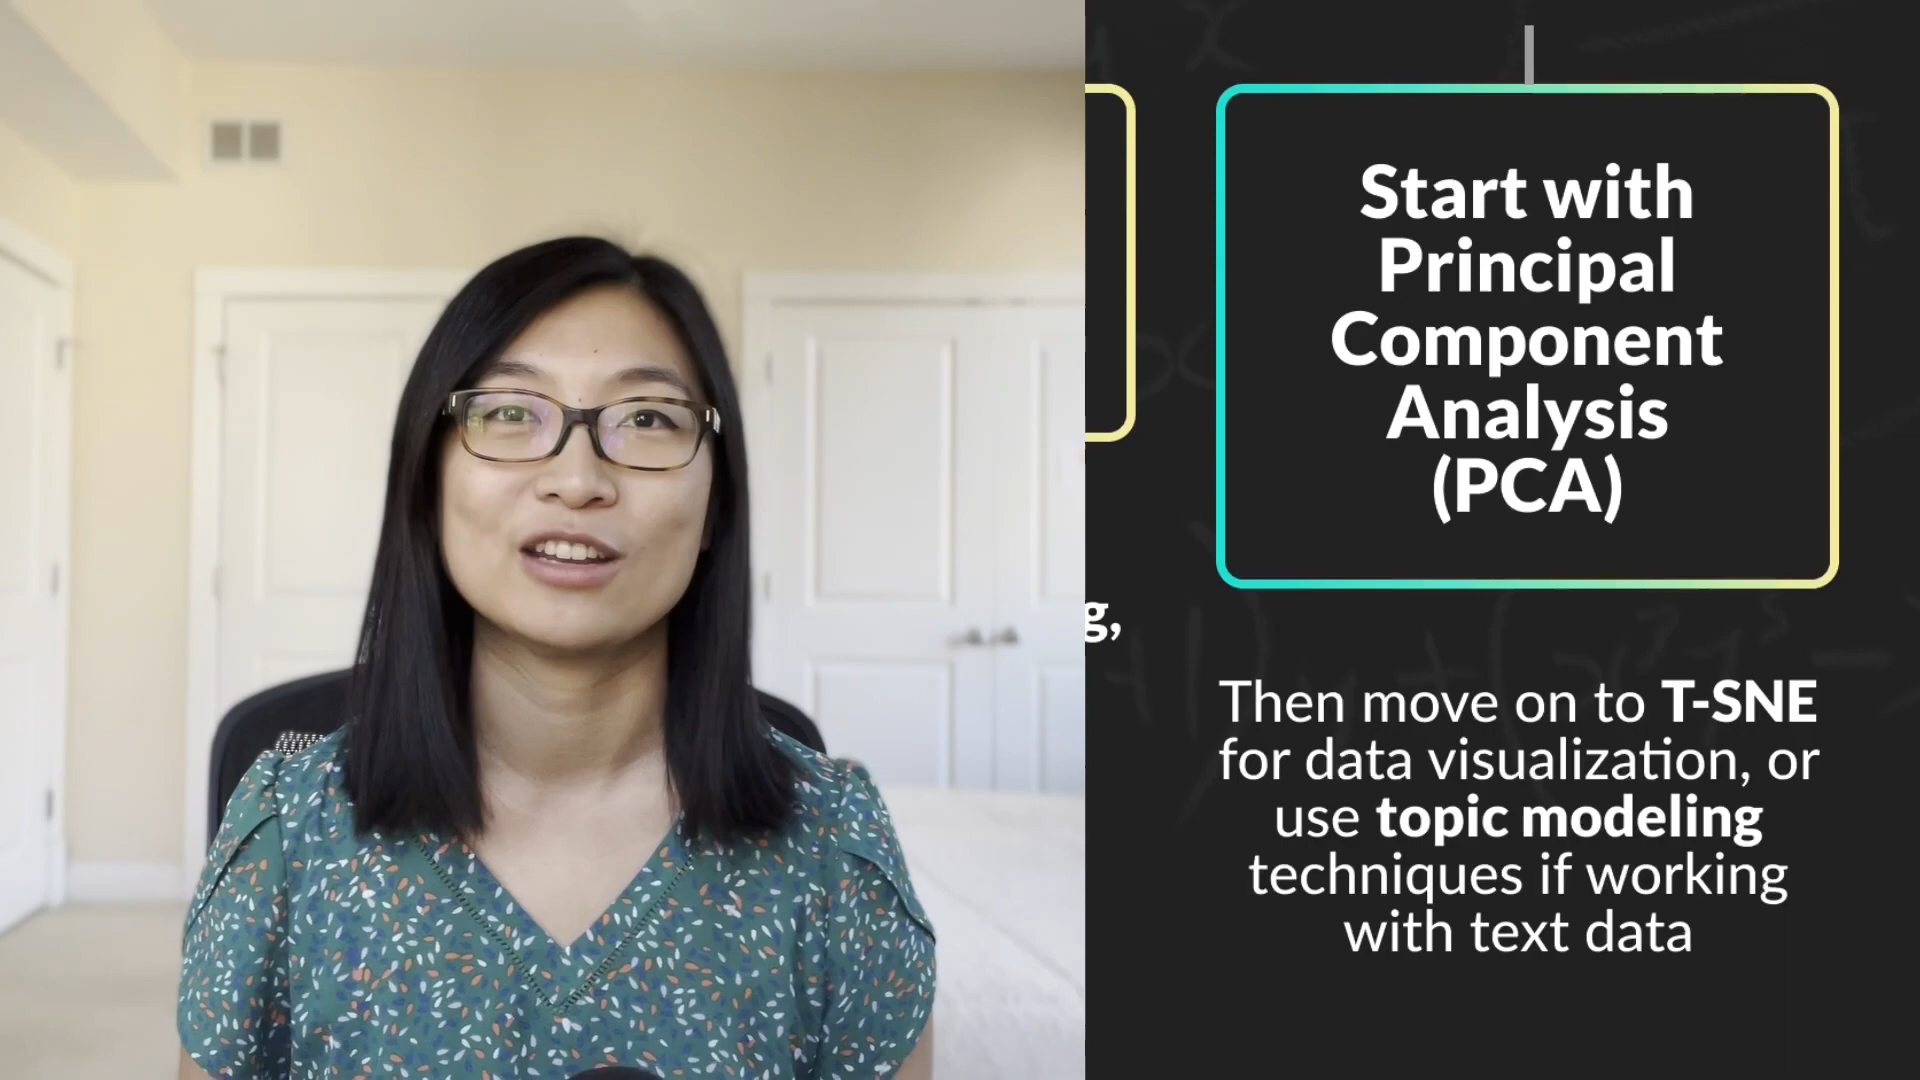 Start with
Principal
Component
Analysis
(PCA)
g,
Then move on to T-SNE
for data visualization, or
use topic modeling
techniques if working
with text data